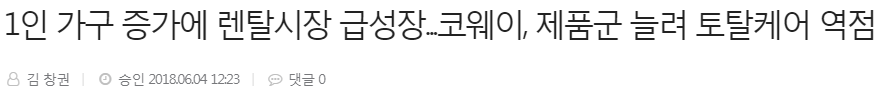 1인 가구 증가에 렌탈시장 급성장...코웨이, 제품군 늘려 토탈케어 역점
김 창권 | 승인 2018.06.04 12:23 | 댓글 0